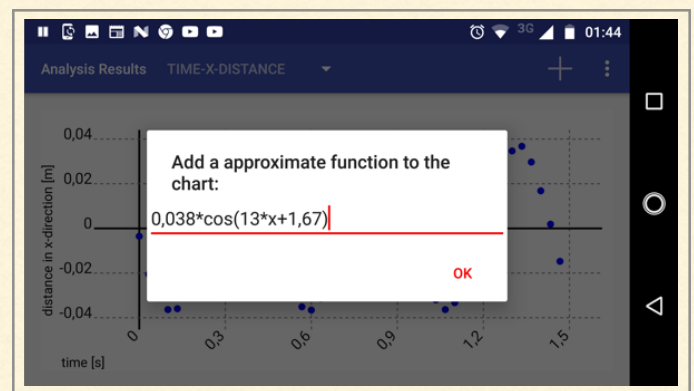 3G 01:44
Analysis Results TIME-X-DISTANCE
Add a approximate function to the
chart:
0,038*cos(13*x+1,67)
OK
distance in x-direction [m]
0,04
0,02
0
-0,02
-0,04
0 0,3 0,6 0,9 1,2 1,5
time [s]